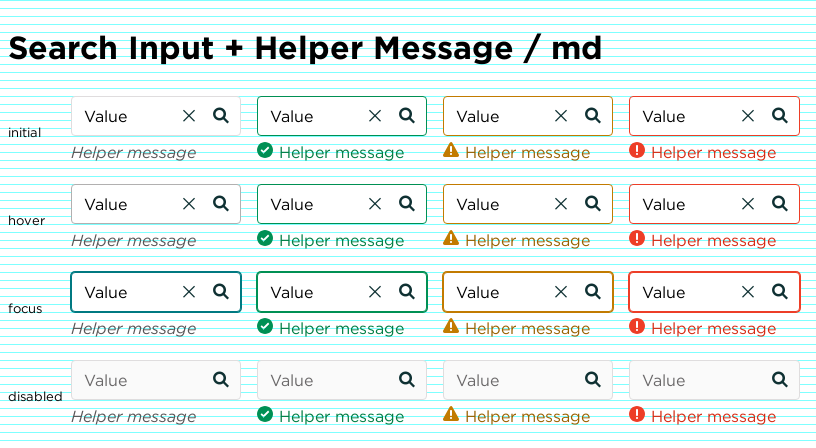 Search Input + Helper Message / md
initial
Value Value Value Value
Helper message Helper message Helper message Helper message
hover
Value Value Value Value
Helper message Helper message Helper message Helper message
focus
Value Value Value Value
Helper message Helper message Helper message Helper message
disabled
Value Value Value Value
Helper message Helper message Helper message Helper message